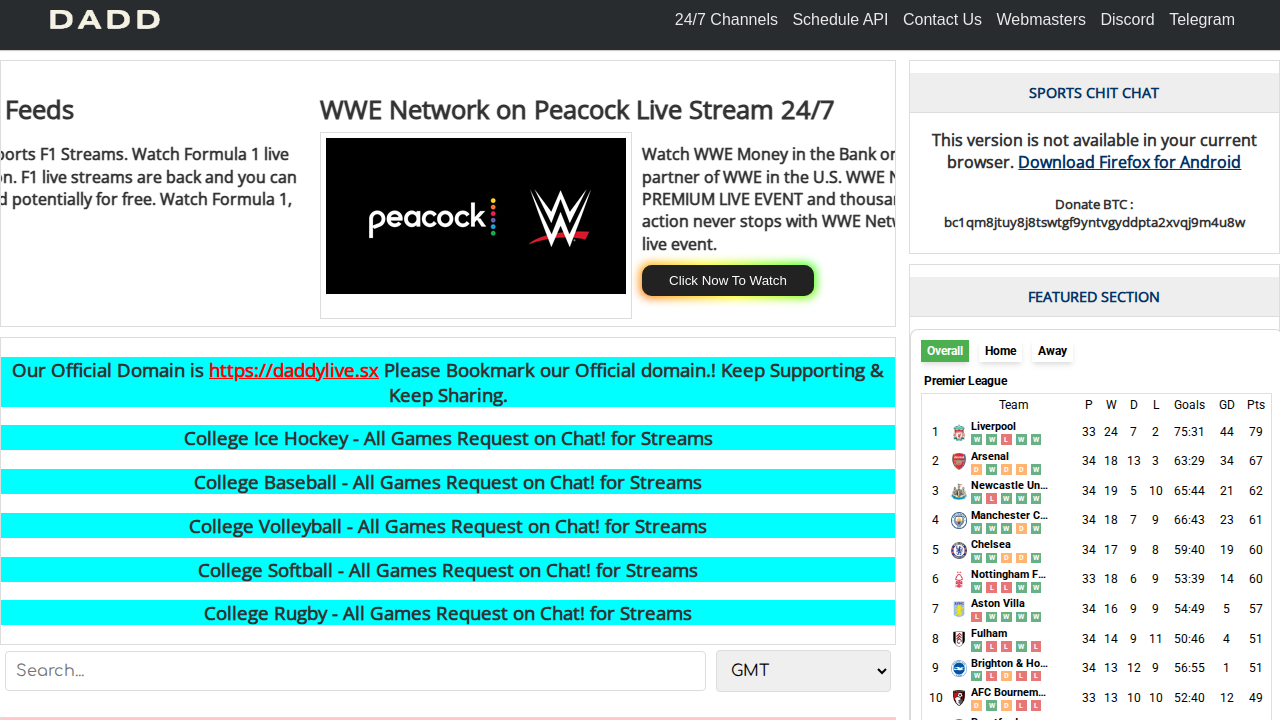 DADD
24/7 Channels Schedule API Contact Us Webmasters Discord Telegram
Feeds
ports F1 Streams. Watch Formula 1 live
n. F1 live streams are back and you can
d potentially for free. Watch Formula 1,
WWE Network on Peacock Live Stream 24/7
peacock W
Watch WWE Money in the Bank on
partner of WWE in the U.S. WWE N
PREMIUM LIVE EVENT and thousan
action never stops with WWE Netw
live event.
Click Now To Watch
Our Official Domain is https://daddylive.sx Please Bookmark our Official domain.! Keep Supporting &
Keep Sharing.
College Ice Hockey - All Games Request on Chat! for Streams
College Baseball - All Games Request on Chat! for Streams
College Volleyball - All Games Request on Chat! for Streams
College Softball - All Games Request on Chat! for Streams
College Rugby - All Games Request on Chat! for Streams
Search...
GMT
SPORTS CHIT CHAT
This version is not available in your current
browser. Download Firefox for Android
Donate BTC :
bc1qm8jtuy8j8tswtgf9yntvgyddpta2xvqj9m4u8w
FEATURED SECTION
Overall Home Away
Premier League
Team P W D L Goals GD Pts
1 Liverpool 33 24 7 2 75:31 44 79
W W L W W
2 Arsenal 34 18 13 3 63:29 34 67
D W D D W
3 Newcastle Un... 34 19 5 10 65:44 21 62
W L W W W
4 Manchester C... 34 18 7 9 66:43 23 61
W W W D W
5 Chelsea 34 17 9 8 59:40 19 60
W W D D W
6 Nottingham F... 33 18 6 9 53:39 14 60
W L L W W
7 Aston Villa 34 16 9 9 54:49 5 57
L W W W W
8 Fulham 34 14 9 11 50:46 4 51
W L L W L
9 Brighton & Ho... 34 13 12 9 56:55 1 51
W L D L L
10 AFC Bournem... 33 13 10 10 52:40 12 49
D W D L L